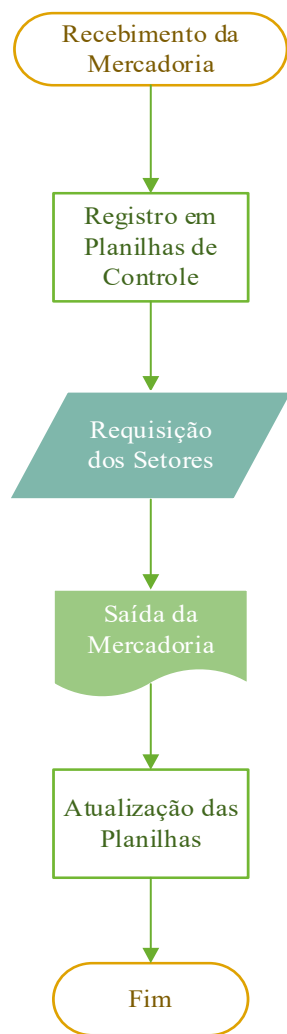 Recebimento da
Mercadoria
Registro em
Planilhas de
Controle
Requisição
dos Setores
Saída da
Mercadoria
Atualização das
Planilhas
Fim